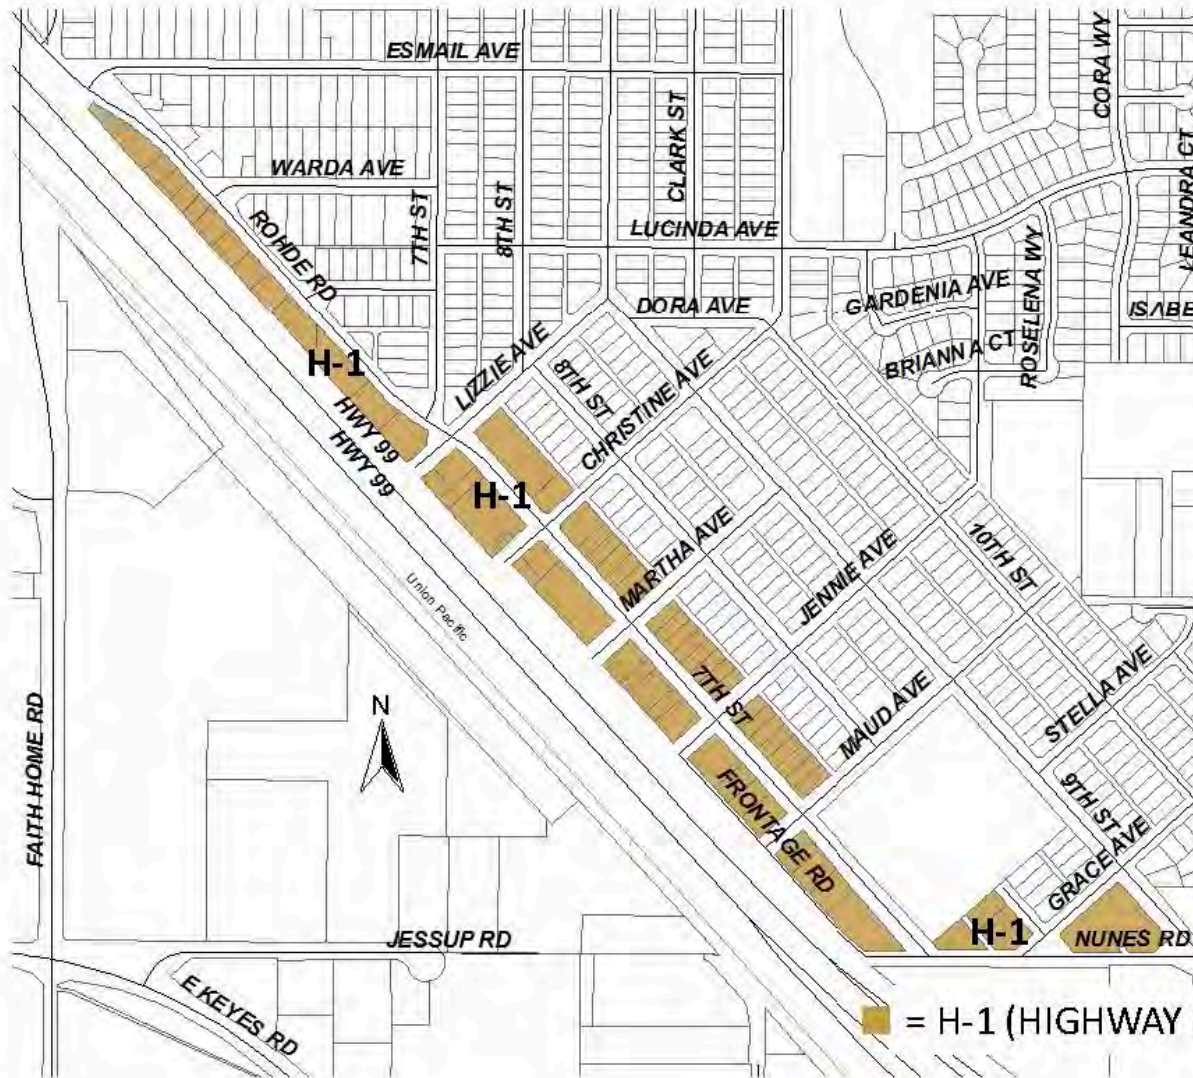 ESMAIL AVE
CORA WY
CLARK ST
WARDA AVE
LEANDRA CT
7TH ST
8TH ST
ROHDE RD
LUCINDA AVE
ROSELENA WY
GARDENIA AVE
DORA AVE
ISABE
BRIANNA CT
LIZZIE AVE
8TH ST
CHRISTINE AVE
H-1
HWY 99
HWY 99
H-1
MARTHA AVE
JENNIE AVE
10TH ST
Union Pacific
7TH ST
MAUD AVE
STELLA AVE
N
FAITH HOME RD
FRONTAGE RD
9TH ST
GRACE AVE
H-1
NUNES RD
JESSUP RD
E KEYES RD
= H-1 (HIGHWAY